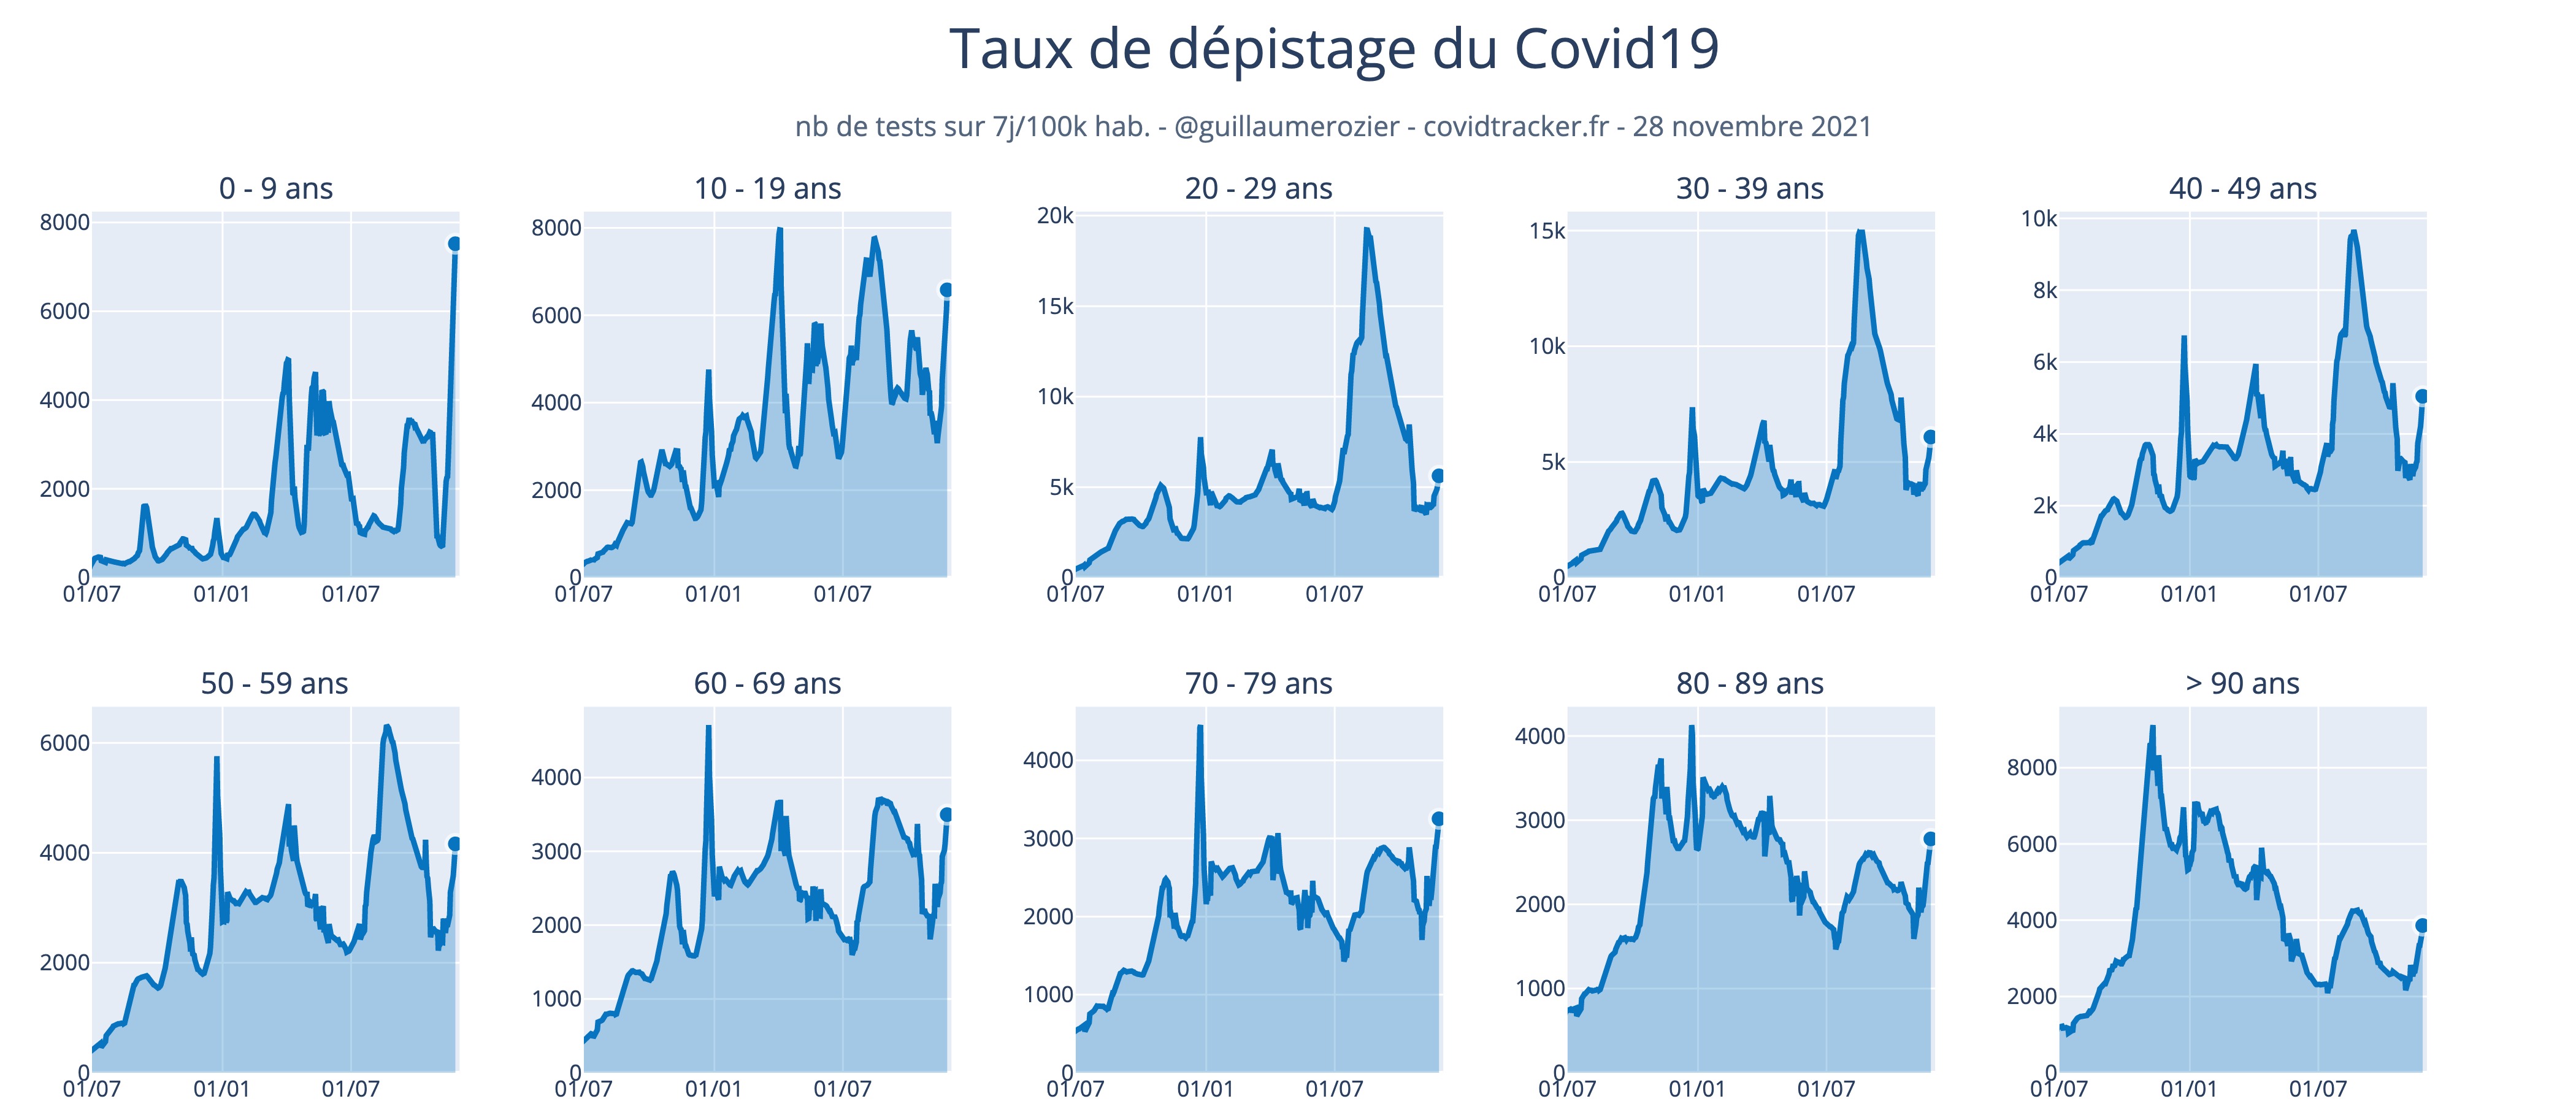 Taux de dépistage du Covid19
nb de tests sur 7j/100k hab. - @guillaumerozier - covidtracker.fr - 28 novembre 2021
0 - 9 ans
8000
6000
4000
2000
0
01/07 01/01 01/07
10 - 19 ans
8000
6000
4000
2000
0
01/07 01/01 01/07
20 - 29 ans
20k
15k
10k
5k
0
01/07 01/01 01/07
30 - 39 ans
15k
10k
5k
0
01/07 01/01 01/07
40 - 49 ans
10k
8k
6k
4k
2k
0
01/07 01/01 01/07
50 - 59 ans
6000
4000
2000
0
01/07 01/01 01/07
60 - 69 ans
4000
3000
2000
1000
0
01/07 01/01 01/07
70 - 79 ans
4000
3000
2000
1000
0
01/07 01/01 01/07
80 - 89 ans
4000
3000
2000
1000
0
01/07 01/01 01/07
> 90 ans
8000
6000
4000
2000
0
01/07 01/01 01/07